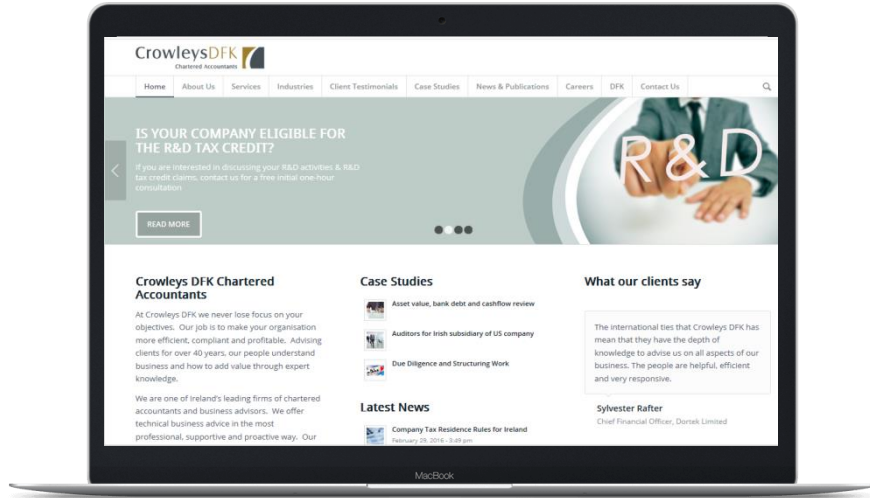 CrowleysDFK
Chartered Accountants
Home About Us Services Industries Client Testimonials Case Studies News & Publications Careers DFK Contact Us
IS YOUR COMPANY ELIGIBLE FOR
THE R&D TAX CREDIT?
If you are interested in discussing your R&D activities & R&D
tax credit claims, contact us for a free initial one-hour
consultation
READ MORE
R&D
Crowleys DFK Chartered
Accountants
At Crowleys DFK we never lose focus on your
objectives. Our job is to make your organisation
more efficient, compliant and profitable. Advising
clients for over 40 years, our people understand
business and how to add value through expert
knowledge.
We are one of Ireland's leading firms of chartered
accountants and business advisors. We offer
technical business advice in the most
professional, supportive and proactive way. Our
Case Studies
Asset value, bank debt and cashflow review
Auditors for Irish subsidiary of US company
Due Diligence and Structuring Work
Latest News
Company Tax Residence Rules for Ireland
February 29, 2016 - 3:49 pm
What our clients say
The international ties that Crowleys DFK has
mean that they have the depth of
knowledge to advise us on all aspects of our
business. The people are helpful, efficient
and very responsive.
Sylvester Rafter
Chief Financial Officer, Dortek Limited
MacBook